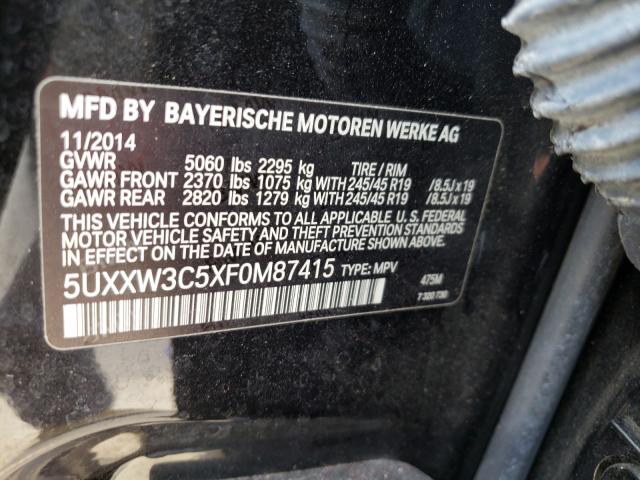 MFD BY BAYERISCHE MOTOREN WERKE AG
11/2014
GVWR 5060 lbs 2295 kg TIRE / RIM
GAWR FRONT 2370 lbs 1075 kg WITH 245/45 R19 /8.5J x 19
GAWR REAR 2820 lbs 1279 kg WITH 245/45 R19 /8.5J x 19
THIS VEHICLE CONFORMS TO ALL APPLICABLE U. S. FEDERAL
MOTOR VEHICLE SAFETY AND THEFT PREVENTION STANDARDS
IN EFFECT ON THE DATE OF MANUFACTURE SHOWN ABOVE.
5UXXW3C5XF0M87415 TYPE: MPV 475M